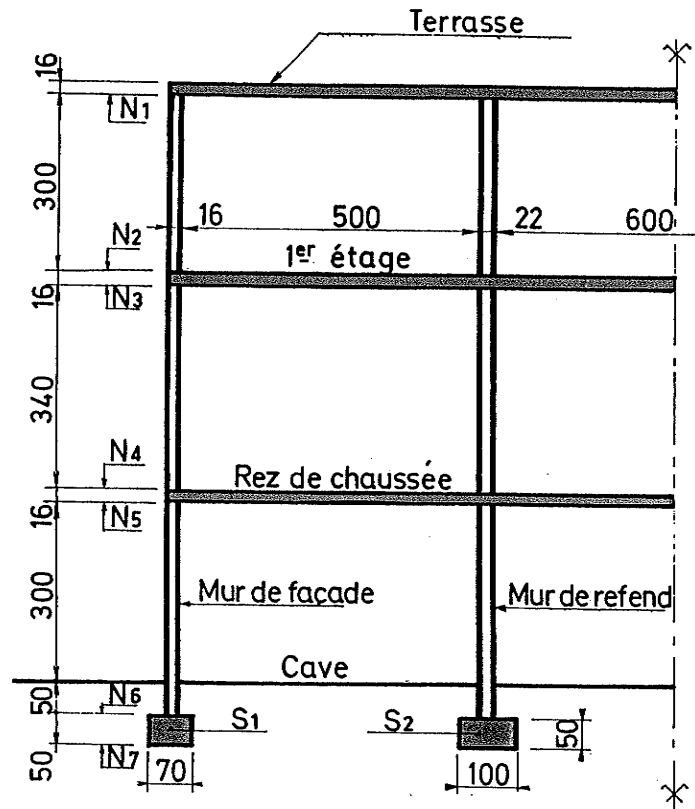 Terrasse
16
N1
300
16 500 22 600
N2
1er étage
16
N3
340
N4
Rez de chaussée
16
N5
300
Mur de façade
Mur de refend
Cave
50
N6
S1
S2
50
50
N7
70
100